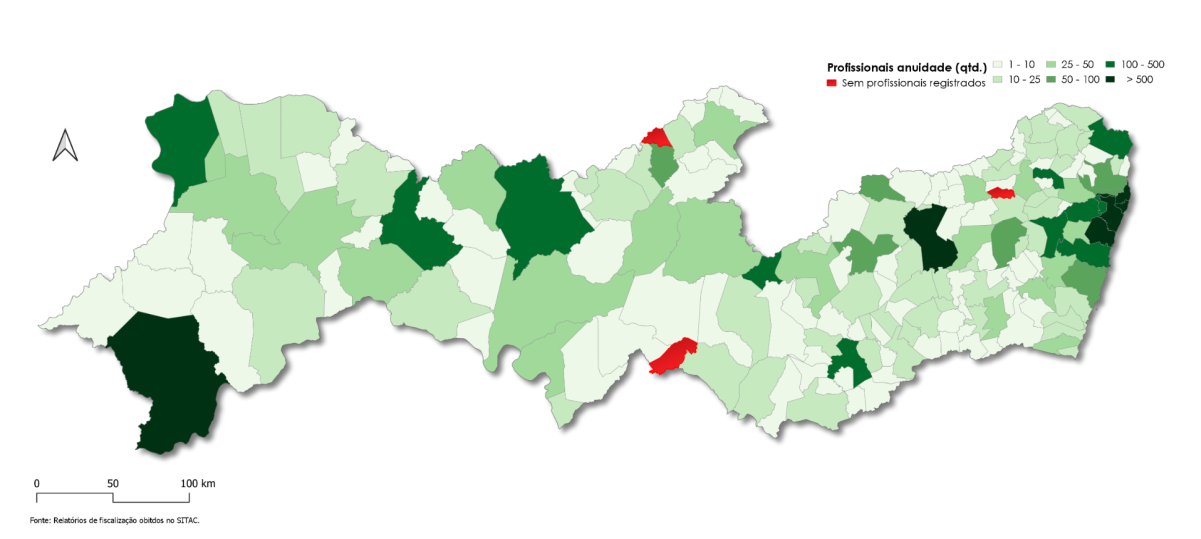 Profissionais anuidade (qtd.)
1 - 10
25 - 50
100 - 500
Sem profissionais registrados
10 - 25
50 - 100
> 500
0 50 100 km
Fonte: Relatórios de fiscalização obitdos no SITAC.